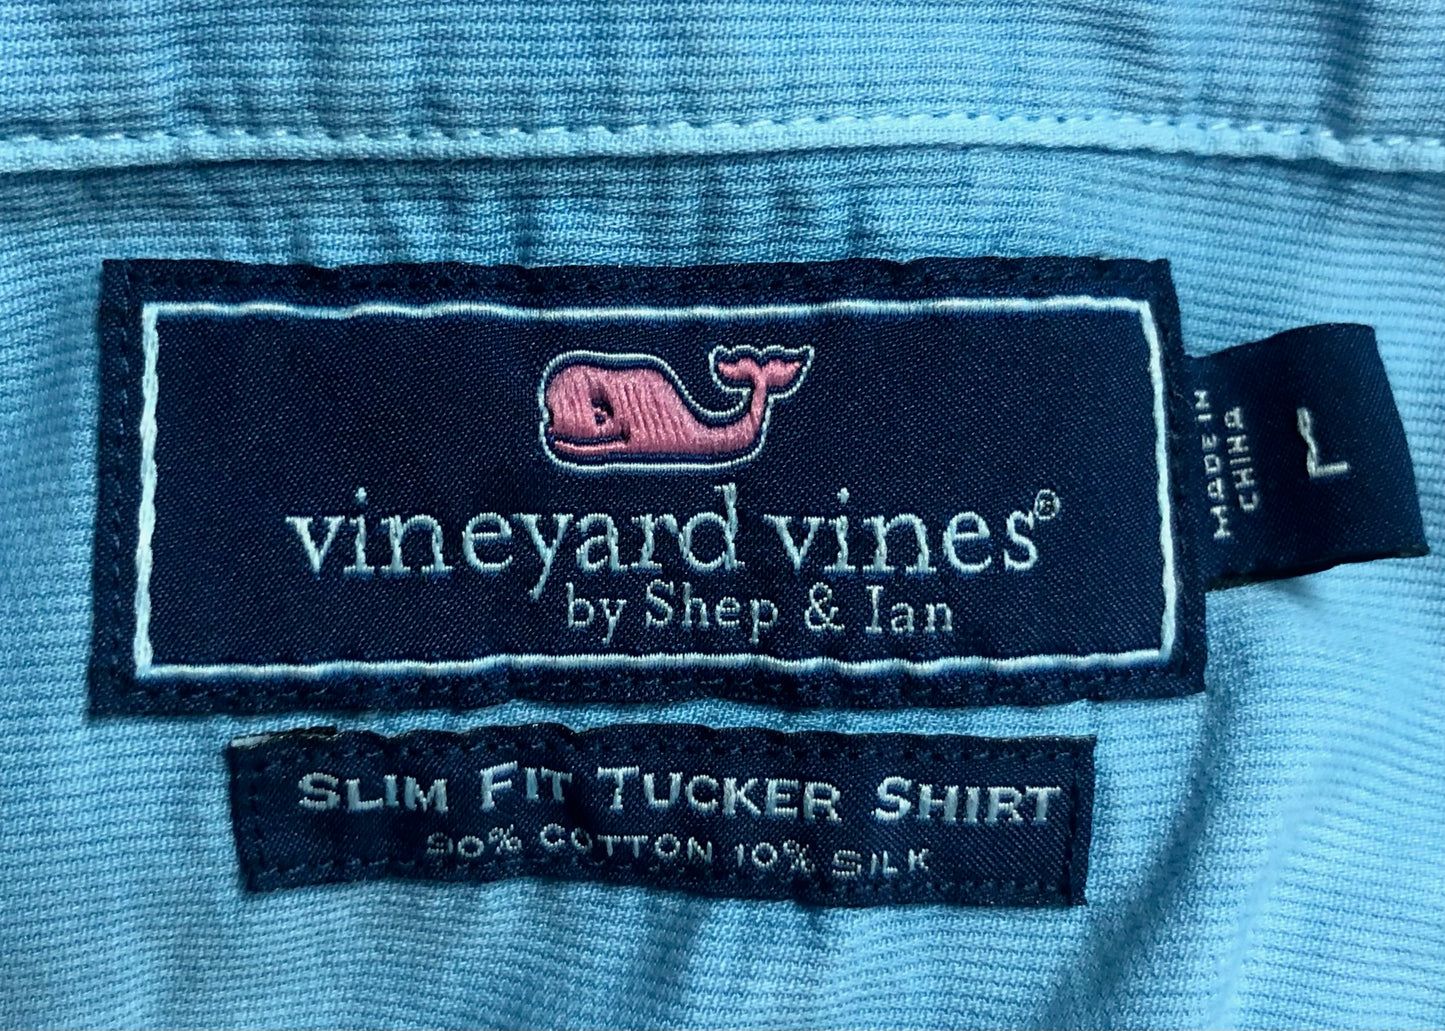 vineyard vines®
by Shep & Ian
MADE IN
CHINA
L
SLIM FIT TUCKER SHIRT
90% COTTON 10% SILK